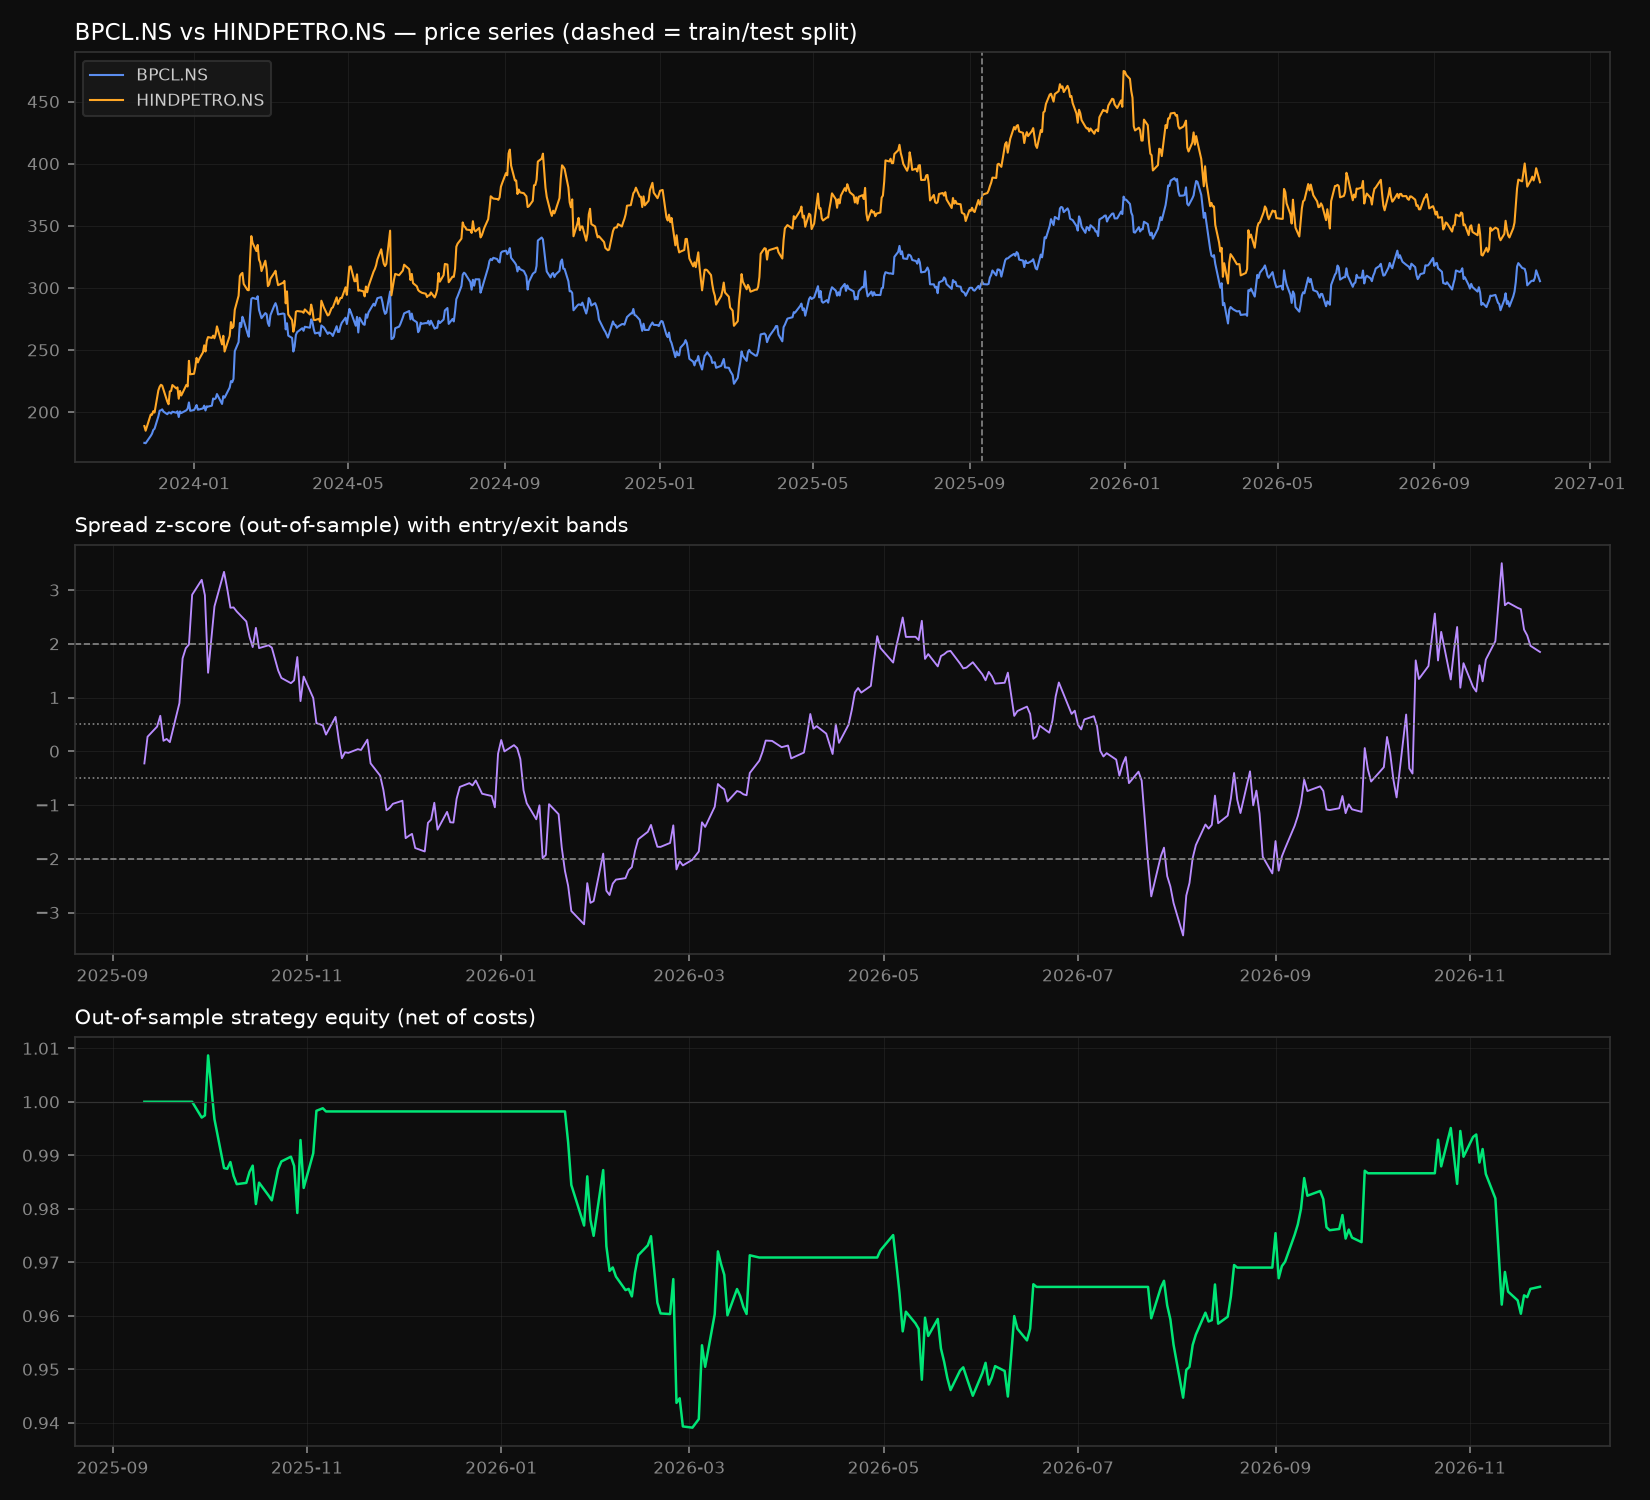 BPCL.NS vs HINDPETRO.NS — price series (dashed = train/test split)
BPCL.NS
HINDPETRO.NS
450
400
350
300
250
200
2024-01 2024-05 2024-09 2025-01 2025-05 2025-09 2026-01 2026-05 2026-09 2027-01
Spread z-score (out-of-sample) with entry/exit bands
3
2
1
0
−1
−2
−3
2025-09 2025-11 2026-01 2026-03 2026-05 2026-07 2026-09 2026-11
Out-of-sample strategy equity (net of costs)
1.01
1.00
0.99
0.98
0.97
0.96
0.95
0.94
2025-09 2025-11 2026-01 2026-03 2026-05 2026-07 2026-09 2026-11